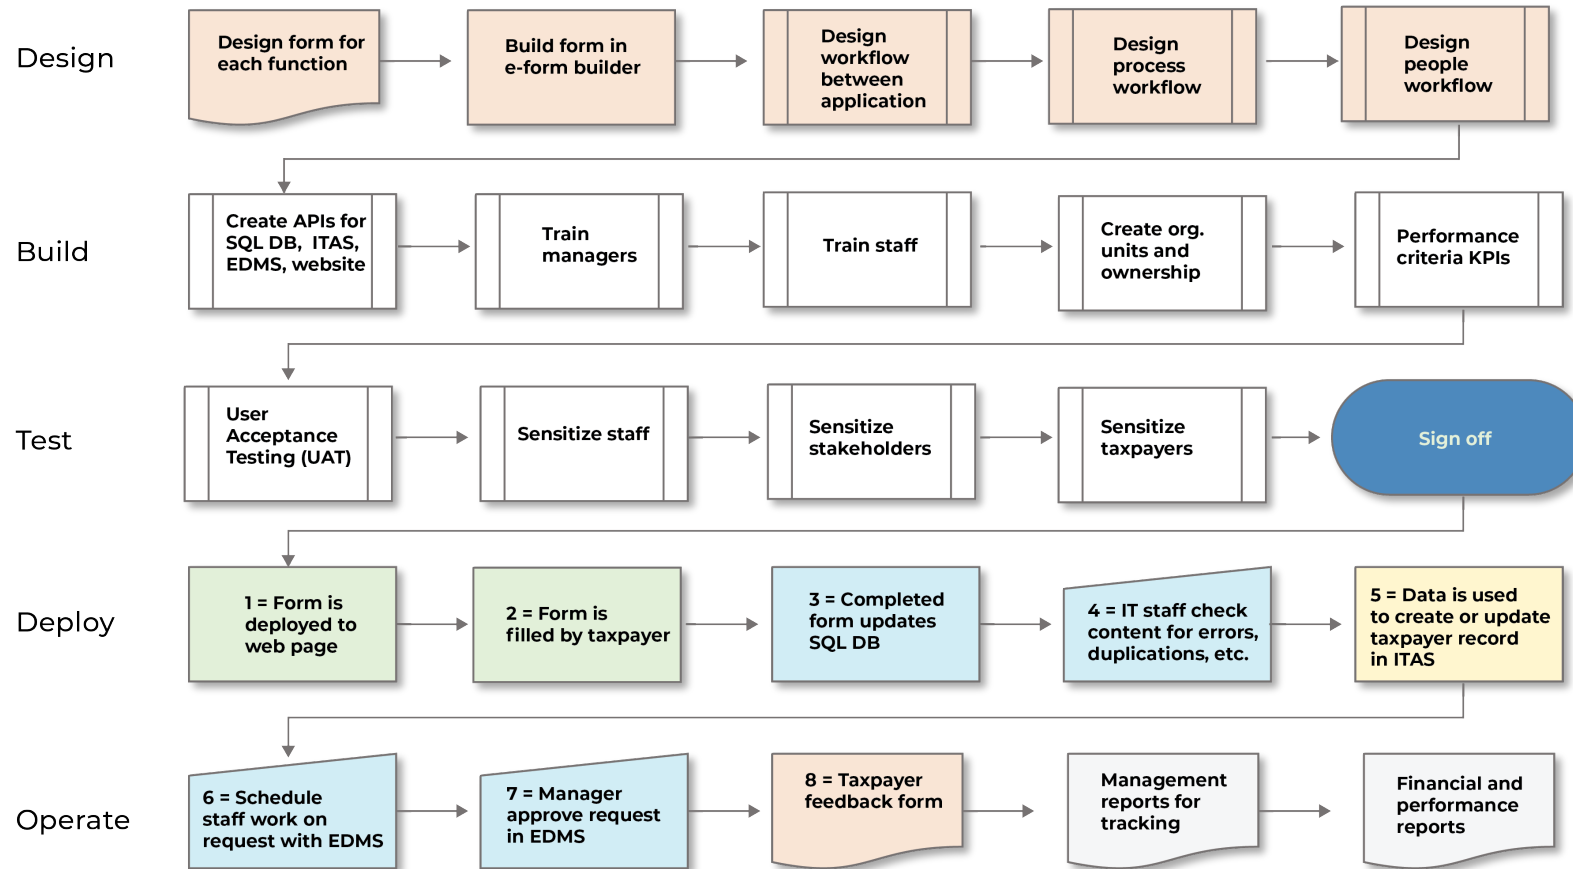 Design
Design form for
each function
Build form in
e-form builder
Design
workflow
between
application
Design
process
workflow
Design
people
workflow
Build
Create APIs for
SQL DB, ITAS,
EDMS, website
Train
managers
Train staff
Create org.
units and
ownership
Performance
criteria KPIs
Test
User
Acceptance
Testing (UAT)
Sensitize staff
Sensitize
stakeholders
Sensitize
taxpayers
Sign off
Deploy
1 = Form is
deployed to
web page
2 = Form is
filled by taxpayer
3 = Completed
form updates
SQL DB
4 = IT staff check
content for errors,
duplications, etc.
5 = Data is used
to create or update
taxpayer record
in ITAS
Operate
6 = Schedule
staff work on
request with EDMS
7 = Manager
approve request
in EDMS
8 = Taxpayer
feedback form
Management
reports for
tracking
Financial and
performance
reports